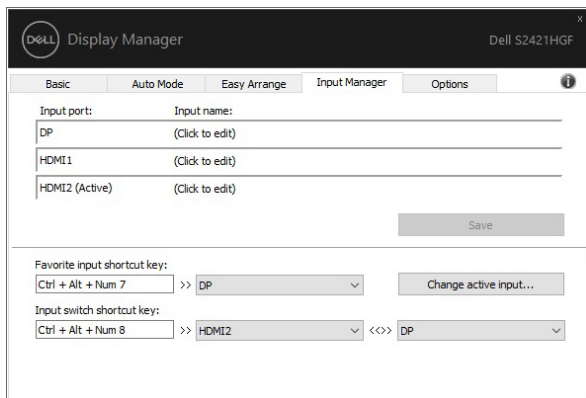 DELL Display Manager Dell S2421HGF x
Basic Auto Mode Easy Arrange Input Manager Options i
Input port: Input name:
DP (Click to edit)
HDMI1 (Click to edit)
HDMI2 (Active) (Click to edit)
Save
Favorite input shortcut key:
Ctrl + Alt + Num 7 >> DP Change active input...
Input switch shortcut key:
Ctrl + Alt + Num 8 >> HDMI2 <<>> DP